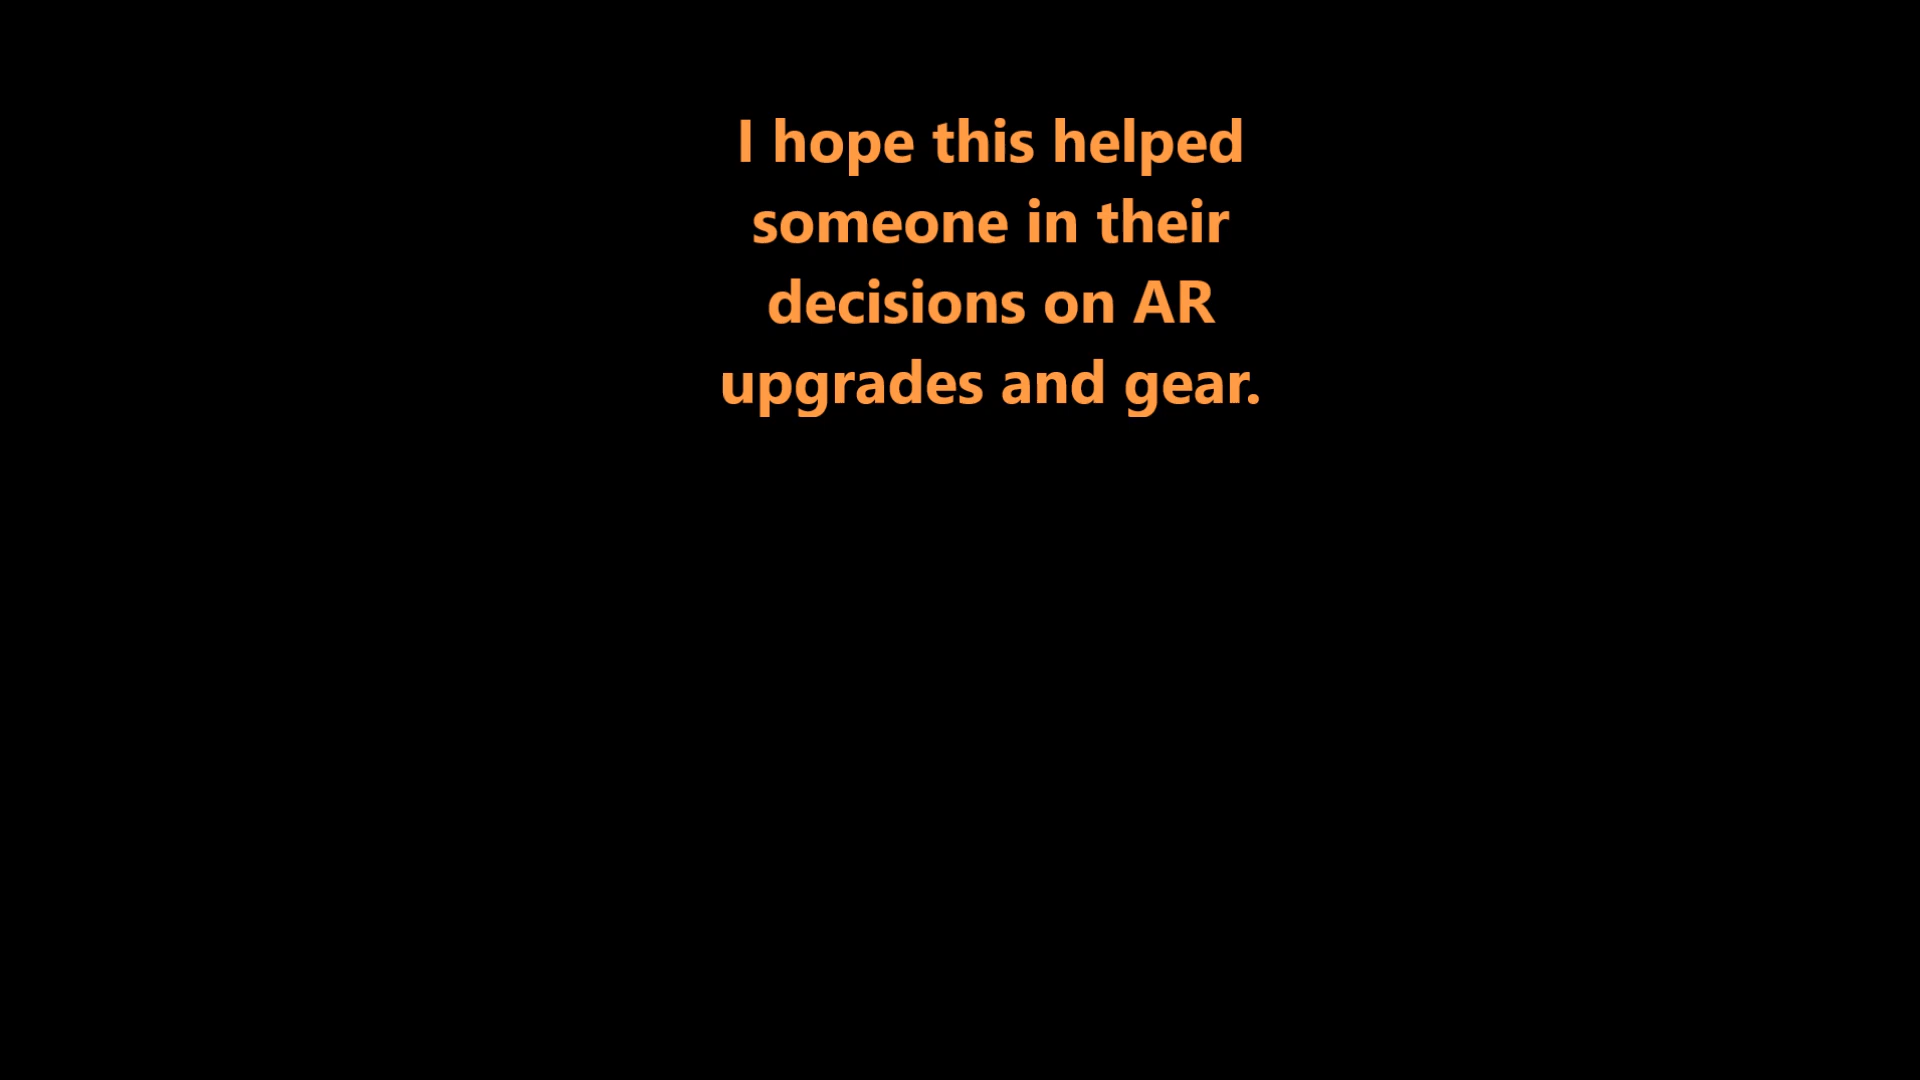 I hope this helped
someone in their
decisions on AR
upgrades and gear.